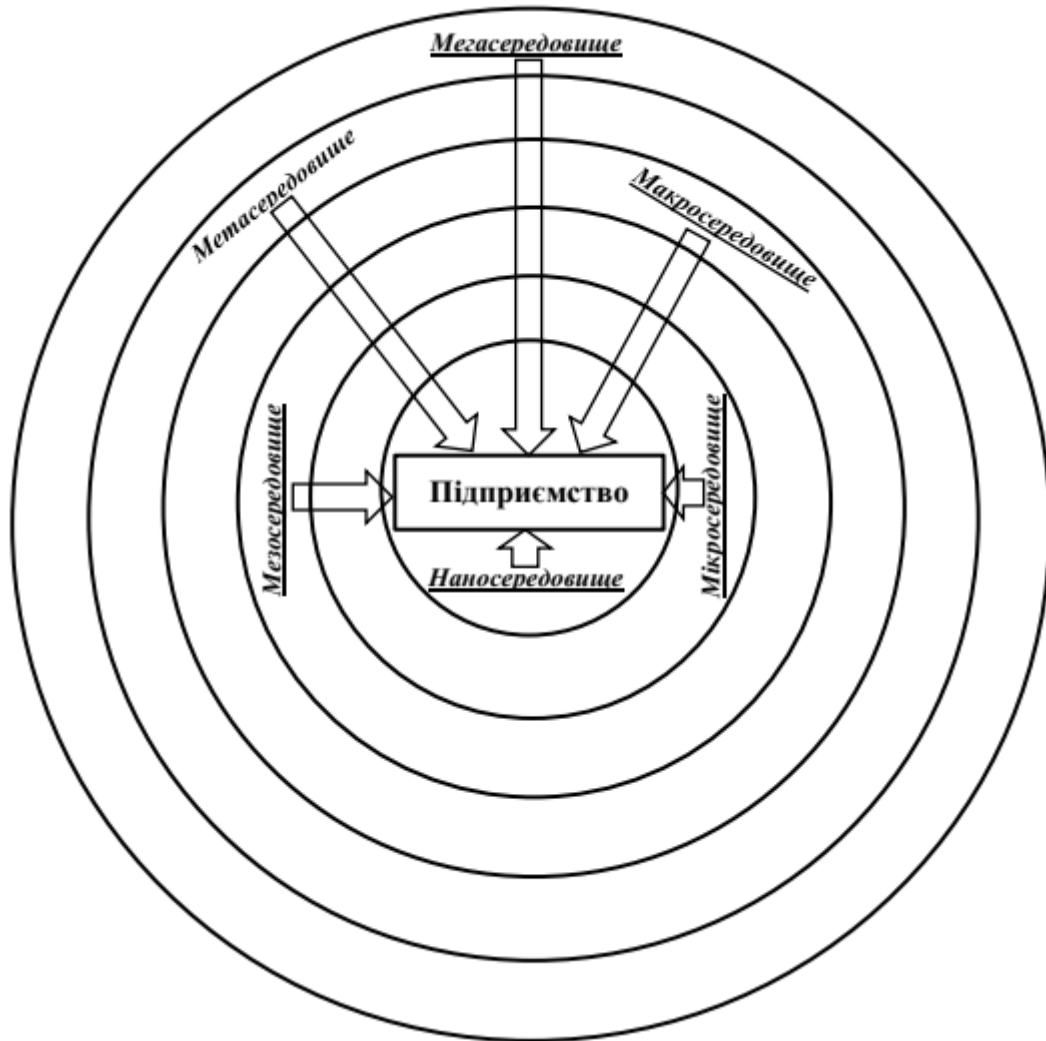 Мегасередовище
Метасередовище
Макросередовище
Мезосередовище
Підприємство
Мікросередовище
Наносередовище